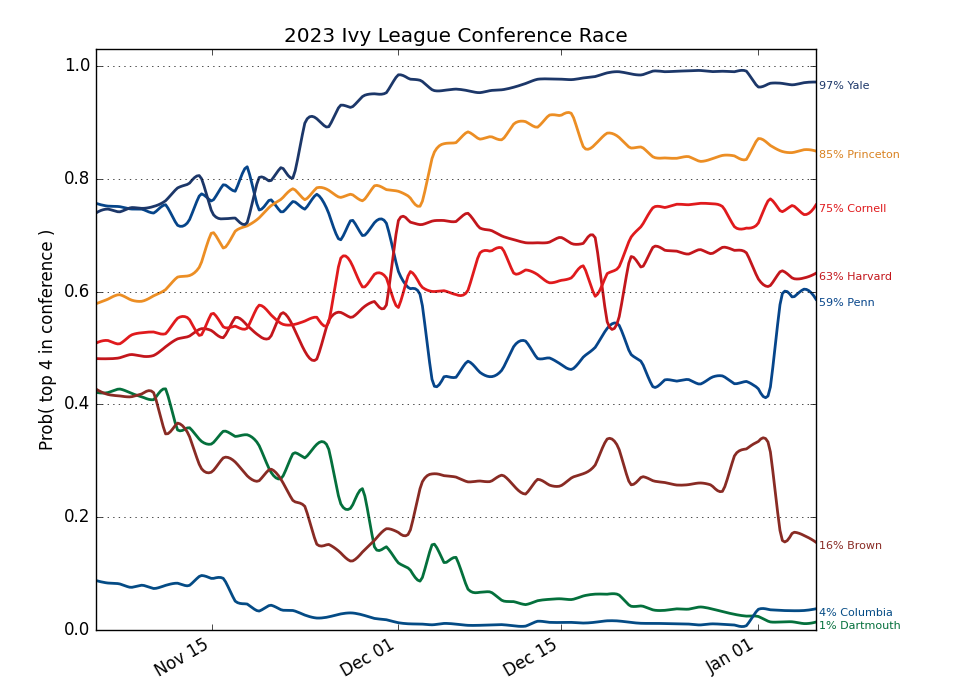 2023 Ivy League Conference Race
Prob( top 4 in conference )
1.0
0.8
0.6
0.4
0.2
0.0
Nov 15
Dec 01
Dec 15
Jan 01
97% Yale
85% Princeton
75% Cornell
63% Harvard
59% Penn
16% Brown
4% Columbia
1% Dartmouth